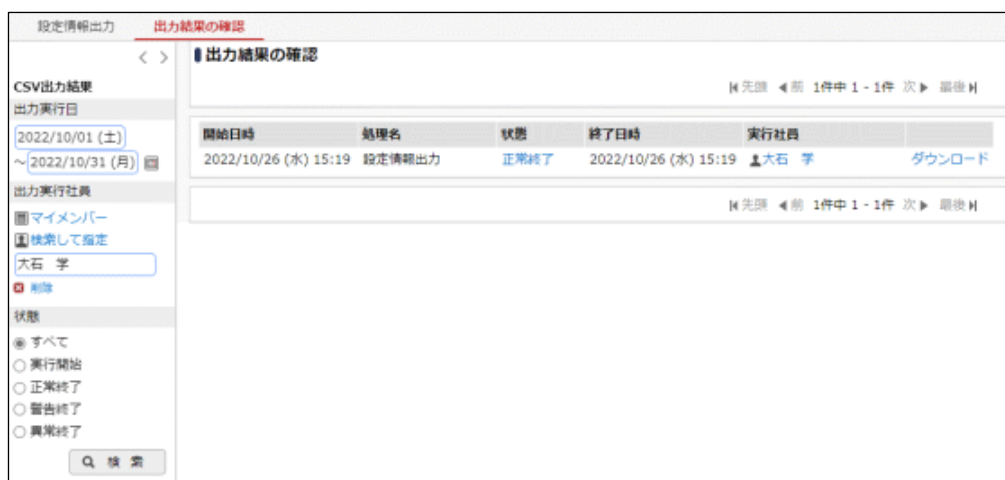 設定情報出力 出力結果の確認
CSV出力結果
出力実行日
2022/10/01 (土)
～ 2022/10/31 (月)
出力実行社員
マイメンバー
検索して指定
大石 学
削除
状態
すべて
実行開始
正常終了
警告終了
異常終了
検 索
出力結果の確認
先頭 前 1件中 1 - 1件 次 最後
開始日時 処理名 状態 終了日時 実行社員
2022/10/26 (水) 15:19 設定情報出力 正常終了 2022/10/26 (水) 15:19 大石 学 ダウンロード
先頭 前 1件中 1 - 1件 次 最後